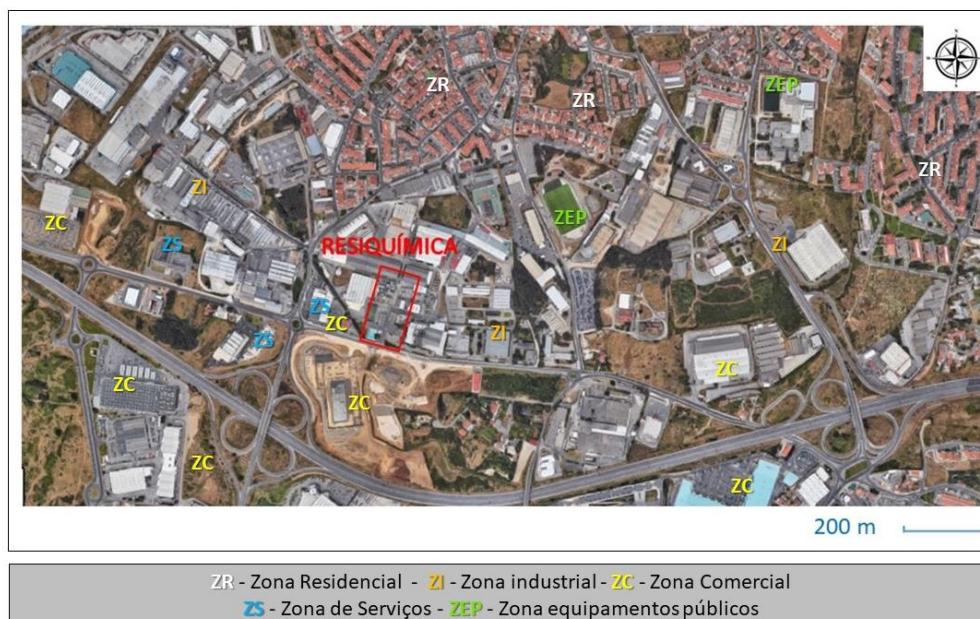 ZR
ZR
ZEP
ZR
ZI
ZC
ZS
ZEP
ZI
RESIQUÍMICA
ZS
ZC
ZS
ZI
ZC
ZC
ZC
ZC
ZC
200 m
ZR - Zona Residencial - ZI - Zona industrial - ZC - Zona Comercial
ZS - Zona de Serviços - ZEP - Zona equipamentos públicos